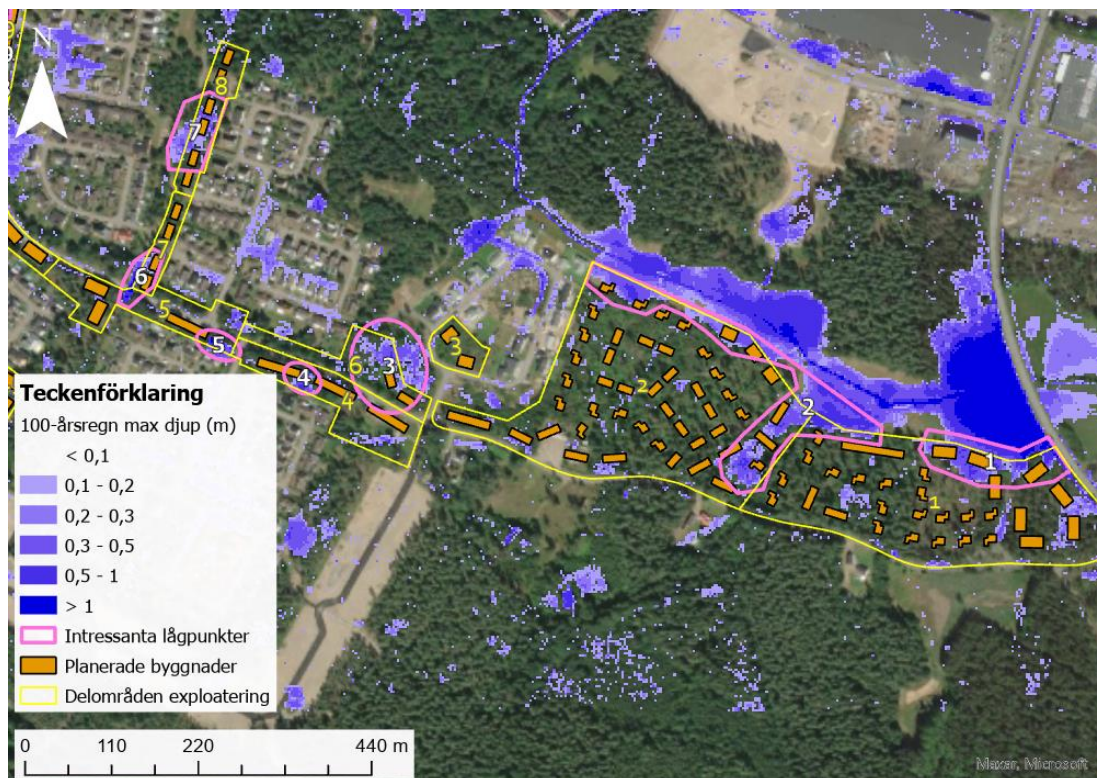 N
8
7
7
6
5
5
4
4
6
3
3
2
2
1
1
Teckenförklaring
100-årsregn max djup (m)
< 0,1
0,1 - 0,2
0,2 - 0,3
0,3 - 0,5
0,5 - 1
> 1
Intressanta lågpunkter
Planerade byggnader
Delområden exploatering
0 110 220 440 m
Maxar, Microsoft